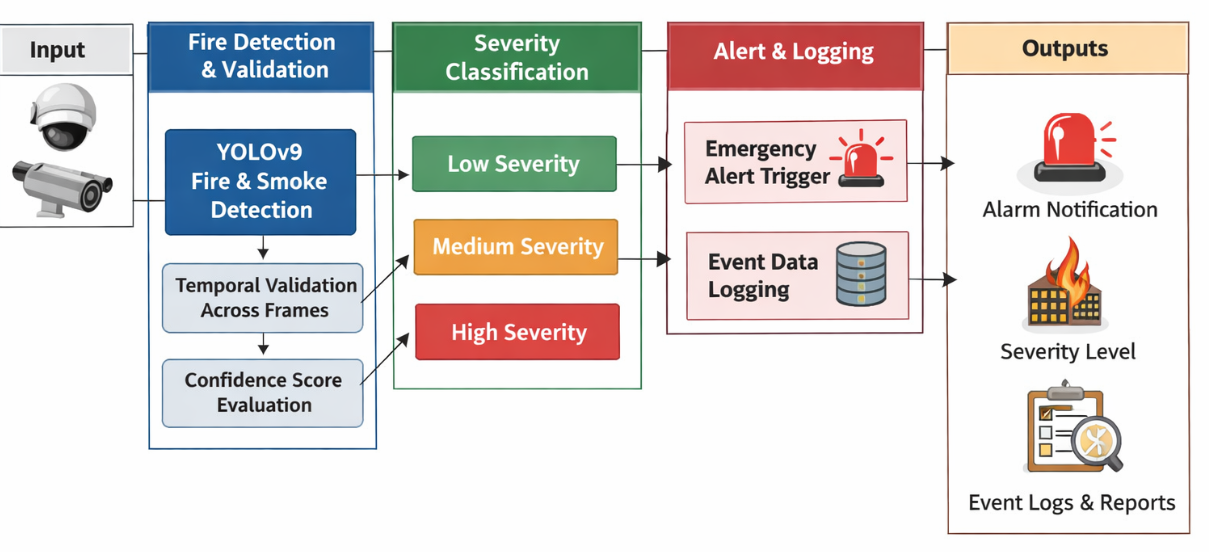 Input
Fire Detection
& Validation
YOLOv9
Fire & Smoke
Detection
Temporal Validation
Across Frames
Confidence Score
Evaluation
Severity
Classification
Low Severity
Medium Severity
High Severity
Alert & Logging
Emergency
Alert Trigger
Event Data
Logging
Outputs
Alarm Notification
Severity Level
Event Logs & Reports